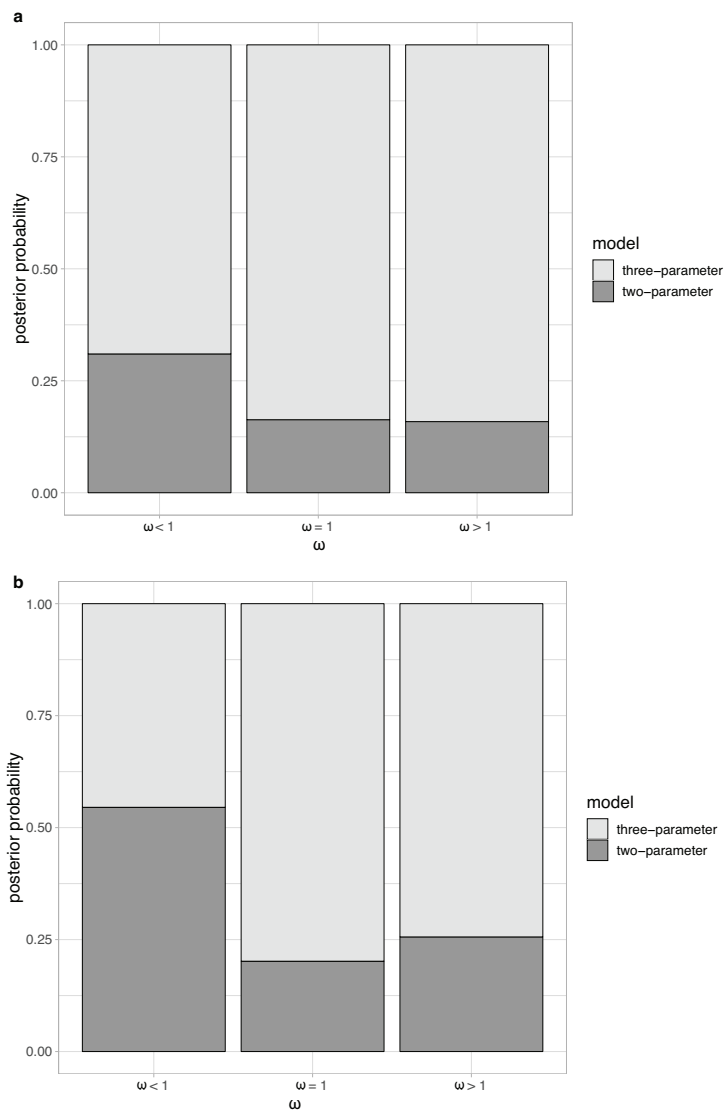 a
1.00
0.75
0.50
0.25
0.00
posterior probability
ω < 1
ω = 1
ω > 1
ω
model
three−parameter
two−parameter
b
1.00
0.75
0.50
0.25
0.00
posterior probability
ω < 1
ω = 1
ω > 1
ω
model
three−parameter
two−parameter